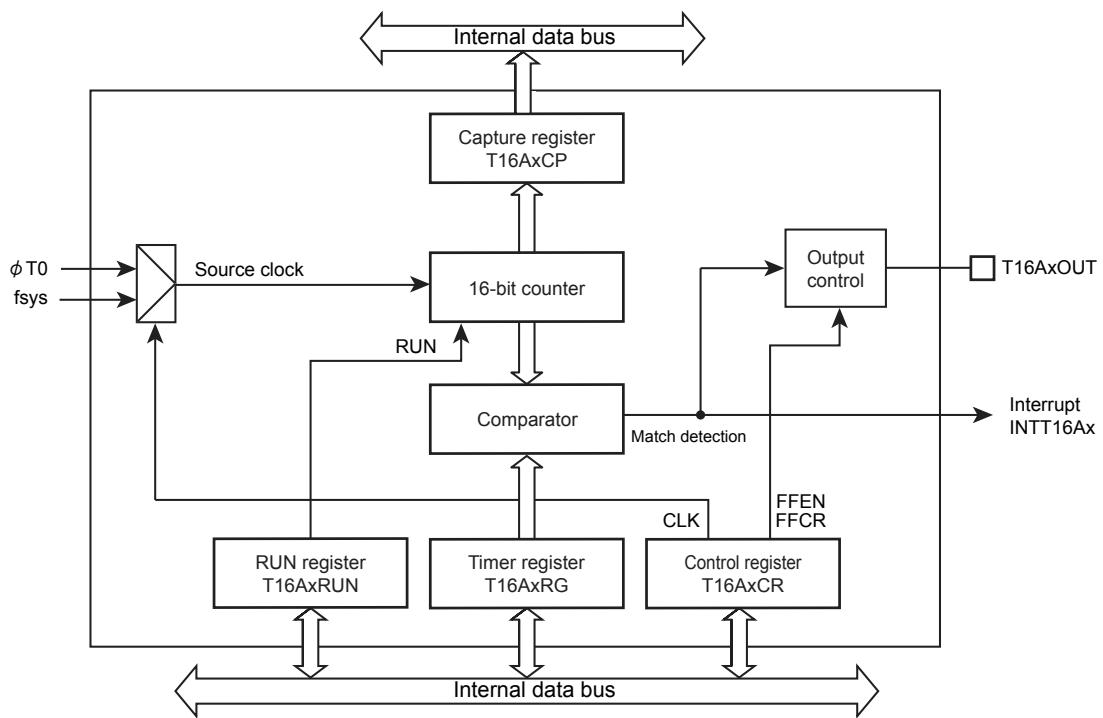 Internal data bus
Capture register
T16AxCP
ϕ T0
fsys
Source clock
16-bit counter
Output
control
T16AxOUT
RUN
Comparator
Match detection
Interrupt
INTT16Ax
CLK
FFEN
FFCR
RUN register
T16AxRUN
Timer register
T16AxRG
Control register
T16AxCR
Internal data bus